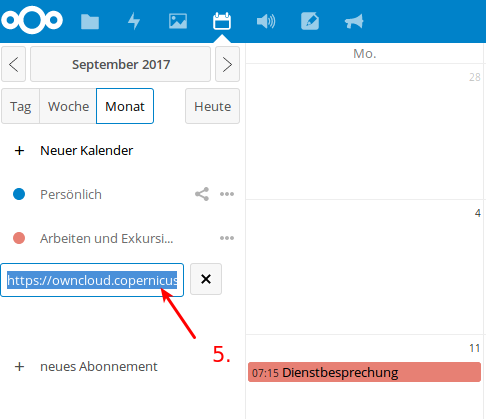 September 2017
Mo.
Tag Woche Monat Heute
28
+ Neuer Kalender
Persönlich
4
Arbeiten und Exkursi...
https://owncloud.copernicus
5.
11
+ neues Abonnement
07:15 Dienstbesprechung